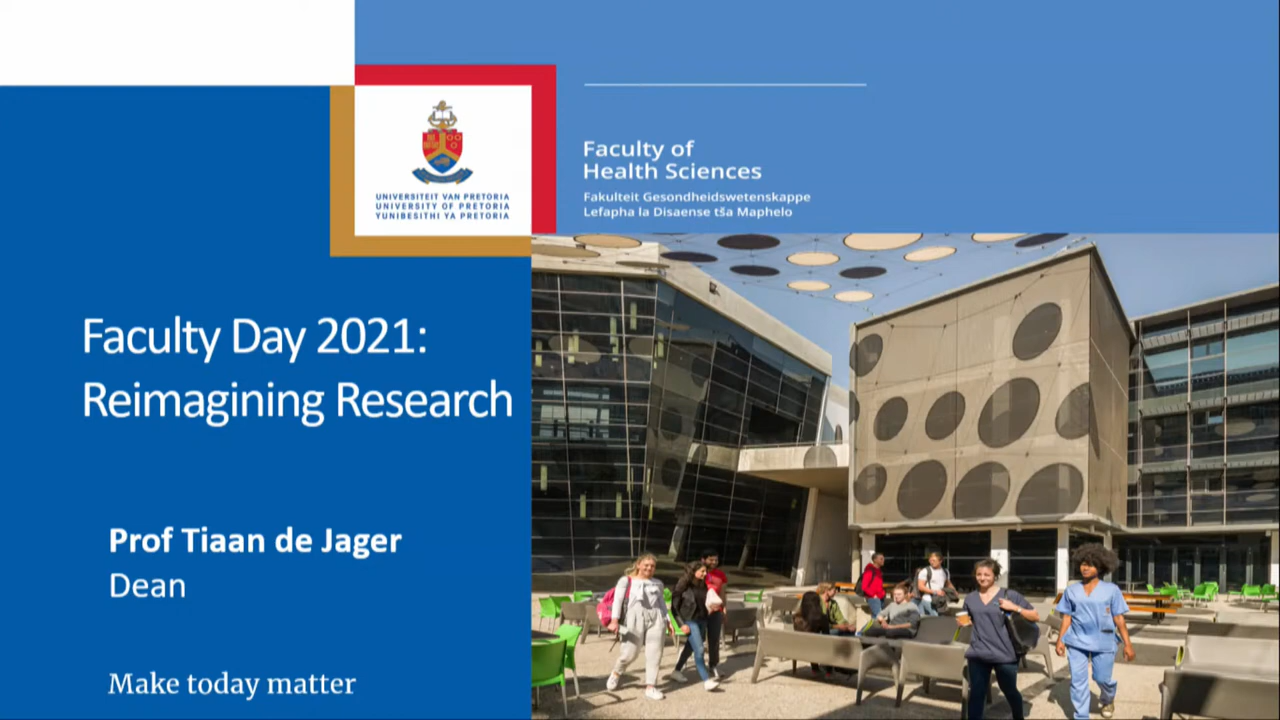 UNIVERSITEIT VAN PRETORIA
UNIVERSITY OF PRETORIA
YUNIBESITHI YA PRETORIA
Faculty of
Health Sciences
Fakulteit Gesondheidswetenskappe
Lefapha la Disaense tša Maphelo
Faculty Day 2021:
Reimagining Research
Prof Tiaan de Jager
Dean
Make today matter